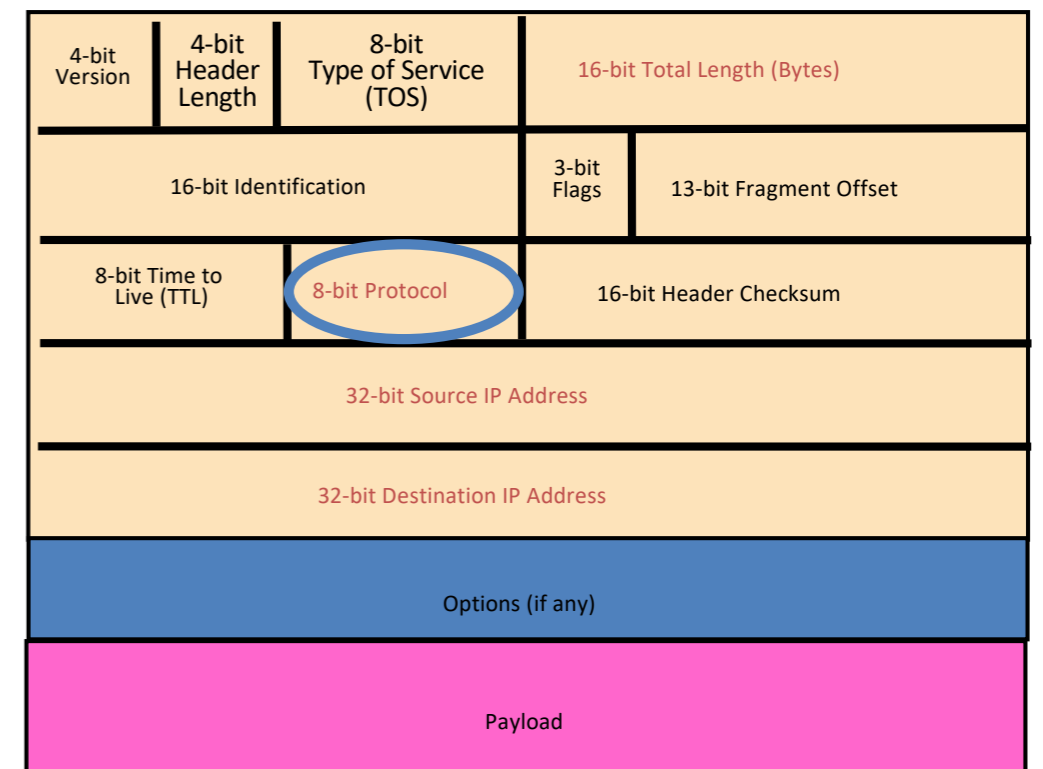 4-bit
Version
4-bit
Header
Length
8-bit
Type of Service
(TOS)
16-bit Total Length (Bytes)
16-bit Identification
3-bit
Flags
13-bit Fragment Offset
8-bit Time to
Live (TTL)
8-bit Protocol
16-bit Header Checksum
32-bit Source IP Address
32-bit Destination IP Address
Options (if any)
Payload